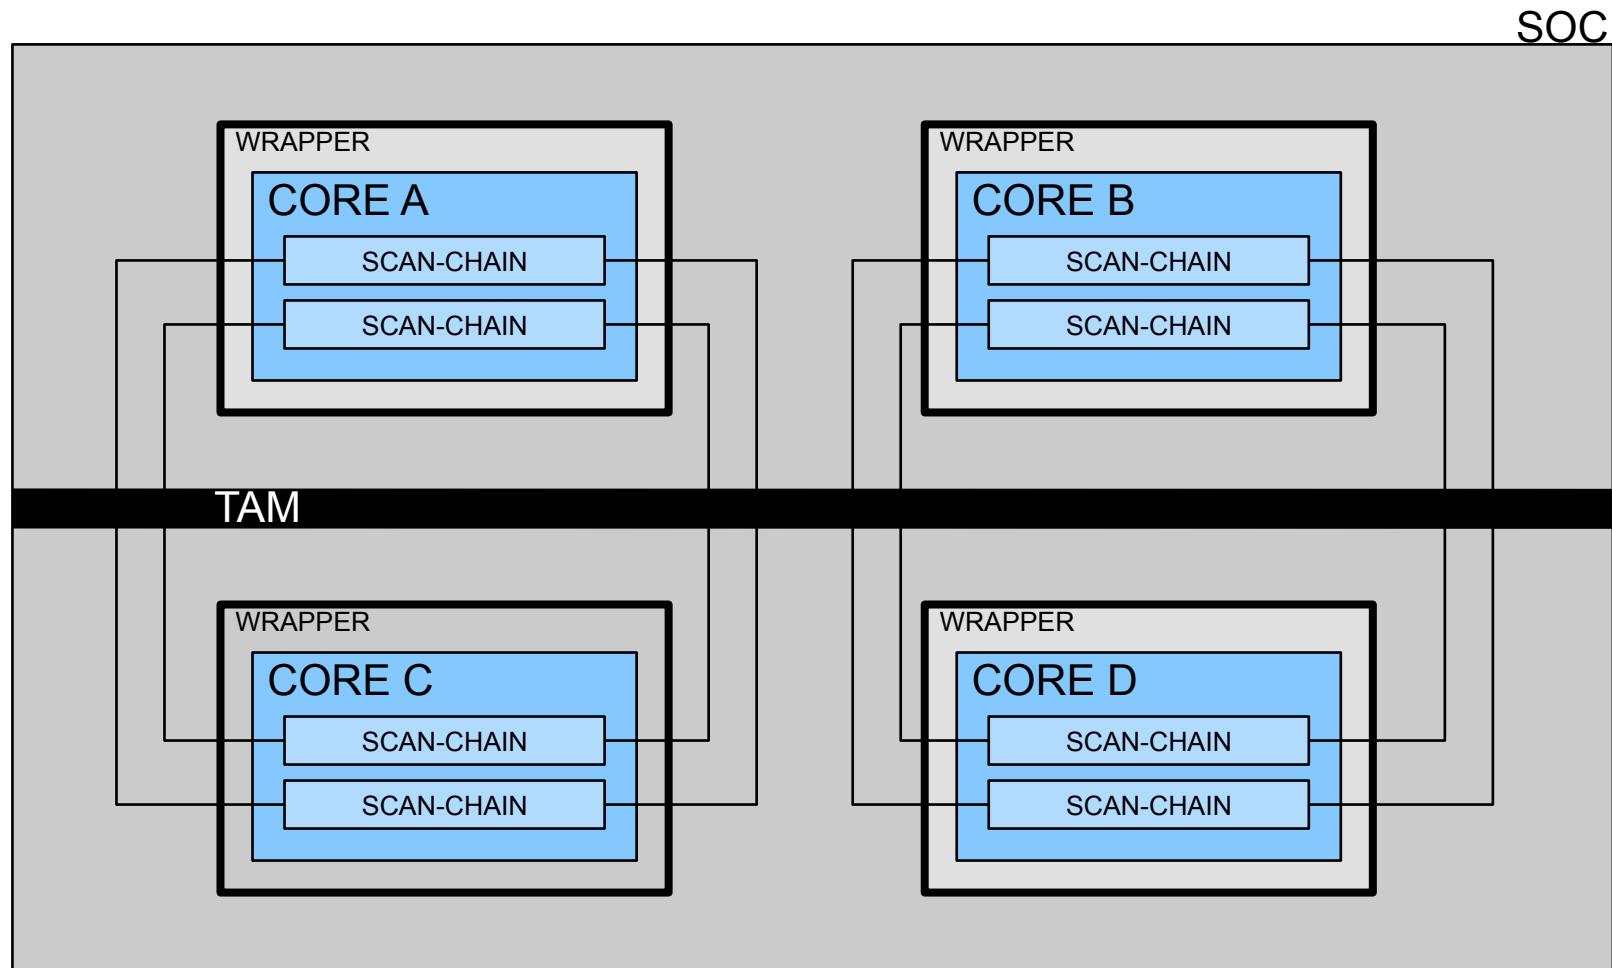 SOC
WRAPPER
CORE A
SCAN-CHAIN
SCAN-CHAIN
WRAPPER
CORE B
SCAN-CHAIN
SCAN-CHAIN
TAM
WRAPPER
CORE C
SCAN-CHAIN
SCAN-CHAIN
WRAPPER
CORE D
SCAN-CHAIN
SCAN-CHAIN